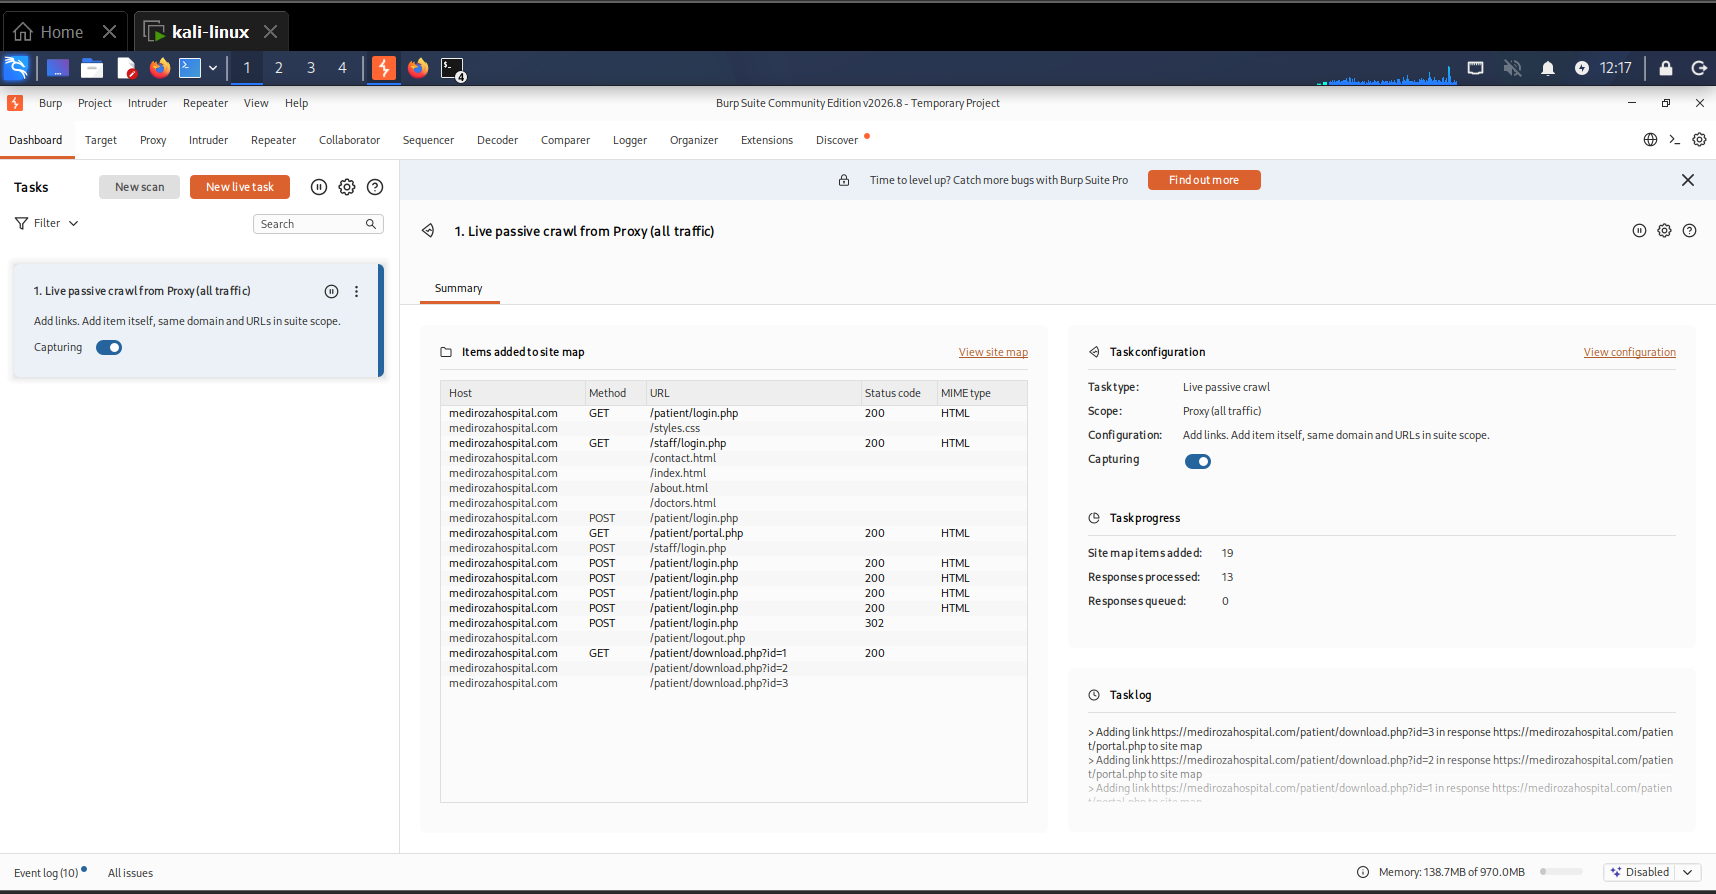 Home
kali-linux
1 2 3 4
4
12:17
Burp Project Intruder Repeater View Help
Burp Suite Community Edition v2026.8 - Temporary Project
Dashboard Target Proxy Intruder Repeater Collaborator Sequencer Decoder Comparer Logger Organizer Extensions Discover
Tasks
New scan
New live task
Filter
Search
1. Live passive crawl from Proxy (all traffic)
Add links. Add item itself, same domain and URLs in suite scope.
Capturing
Time to level up? Catch more bugs with Burp Suite Pro
Find out more
1. Live passive crawl from Proxy (all traffic)
Summary
Items added to site map
View site map
Host Method URL Status code MIME type
medirozahospital.com GET /patient/login.php 200 HTML
medirozahospital.com /styles.css
medirozahospital.com GET /staff/login.php 200 HTML
medirozahospital.com /contact.html
medirozahospital.com /index.html
medirozahospital.com /about.html
medirozahospital.com /doctors.html
medirozahospital.com POST /patient/login.php
medirozahospital.com GET /patient/portal.php 200 HTML
medirozahospital.com POST /staff/login.php
medirozahospital.com POST /patient/login.php 200 HTML
medirozahospital.com POST /patient/login.php 200 HTML
medirozahospital.com POST /patient/login.php 200 HTML
medirozahospital.com POST /patient/login.php 200 HTML
medirozahospital.com POST /patient/login.php 302
medirozahospital.com /patient/logout.php
medirozahospital.com GET /patient/download.php?id=1 200
medirozahospital.com /patient/download.php?id=2
medirozahospital.com /patient/download.php?id=3
Task configuration
View configuration
Task type: Live passive crawl
Scope: Proxy (all traffic)
Configuration: Add links. Add item itself, same domain and URLs in suite scope.
Capturing
Task progress
Site map items added: 19
Responses processed: 13
Responses queued: 0
Task log
> Adding link https://medirozahospital.com/patient/download.php?id=3 in response https://medirozahospital.com/patien
t/portal.php to site map
> Adding link https://medirozahospital.com/patient/download.php?id=2 in response https://medirozahospital.com/patien
t/portal.php to site map
> Adding link https://medirozahospital.com/patient/download.php?id=1 in response https://medirozahospital.com/patien
t/portal.php to site map
Event log (10) All issues
Memory: 138.7MB of 970.0MB
Disabled